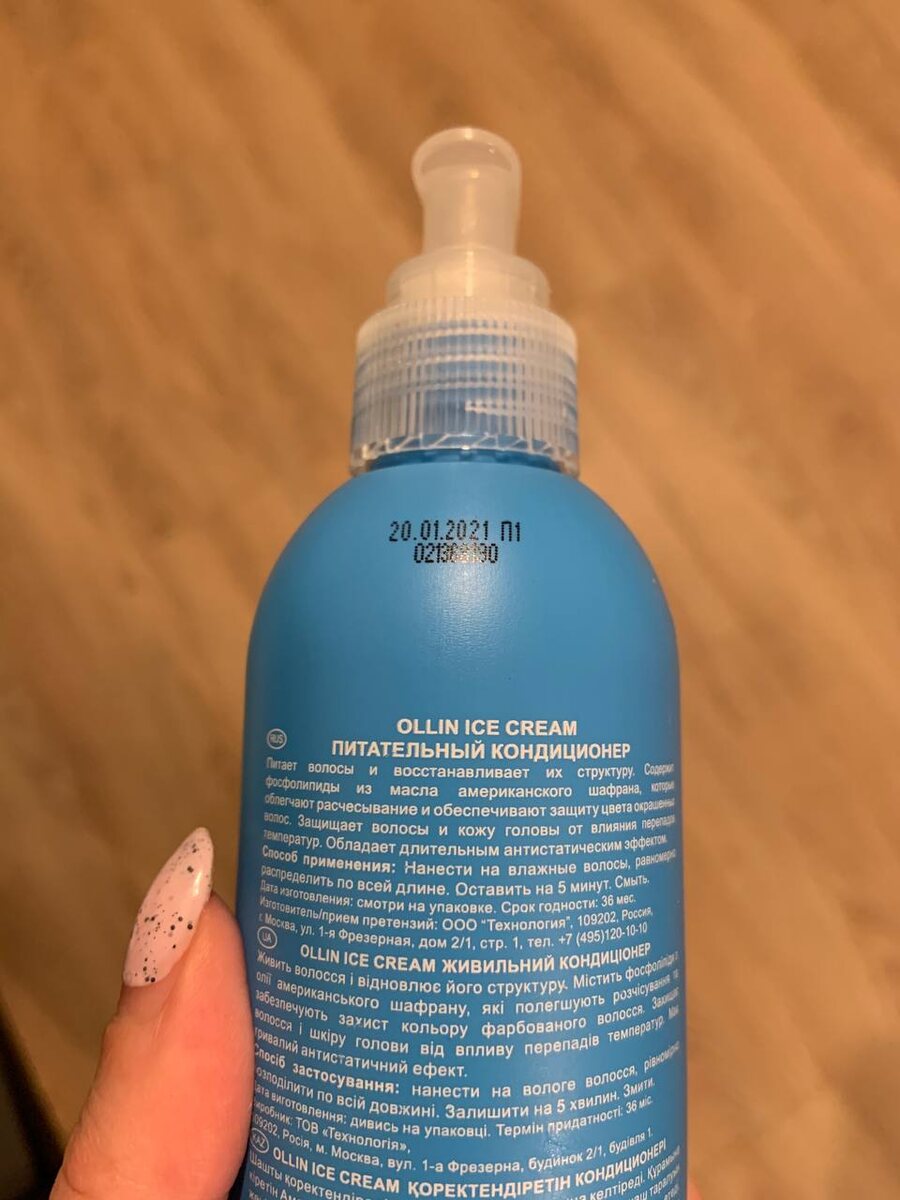 20.01.2021 П1
RUS
OLLIN ICE CREAM
ПИТАТЕЛЬНЫЙ КОНДИЦИОНЕР
Питает волосы и восстанавливает их структуру. Содержит
фосфолипиды из масла американского шафрана, которые
облегчают расчесывание и обеспечивают защиту цвета окрашенных
волос. Защищает волосы и кожу головы от влияния перепадов
температур. Обладает длительным антистатическим эффектом.
Способ применения: Нанести на влажные волосы, равномерно
распределить по всей длине. Оставить на 5 минут. Смыть.
Дата изготовления: смотри на упаковке. Срок годности: 36 мес.
Изготовитель/прием претензий: ООО "Технология", 109202, Россия,
г. Москва, ул. 1-я Фрезерная, дом 2/1, стр. 1, тел. +7 (495)120-10-10
UA
OLLIN ICE CREAM ЖИВИЛЬНИЙ КОНДИЦІОНЕР
Живить волосся і відновлює його структуру. Містить фосфоліпіди з
олії американського шафрану, які полегшують розчісування та
забезпечують захист кольору фарбованого волосся. Захищає
волосся і шкіру голови від впливу перепадів температур. Має
тривалий антистатичний ефект.
Спосіб застосування: нанести на вологе волосся, рівномірно
розподілити по всій довжині. Залишити на 5 хвилин. Змити.
Дата виготовлення: дивись на упаковці. Термін придатності: 36 міс.
Виробник: ТОВ «Технологія»,
109202, Росія, м. Москва, вул. 1-а Фрезерна, будинок 2/1, будівля 1.
KAZ
OLLIN ICE CREAM ҚОРЕКТЕНДІРЕТІН КОНДИЦИОНЕРІ
Шашты қоректендіреді келтіреді. Құрамына